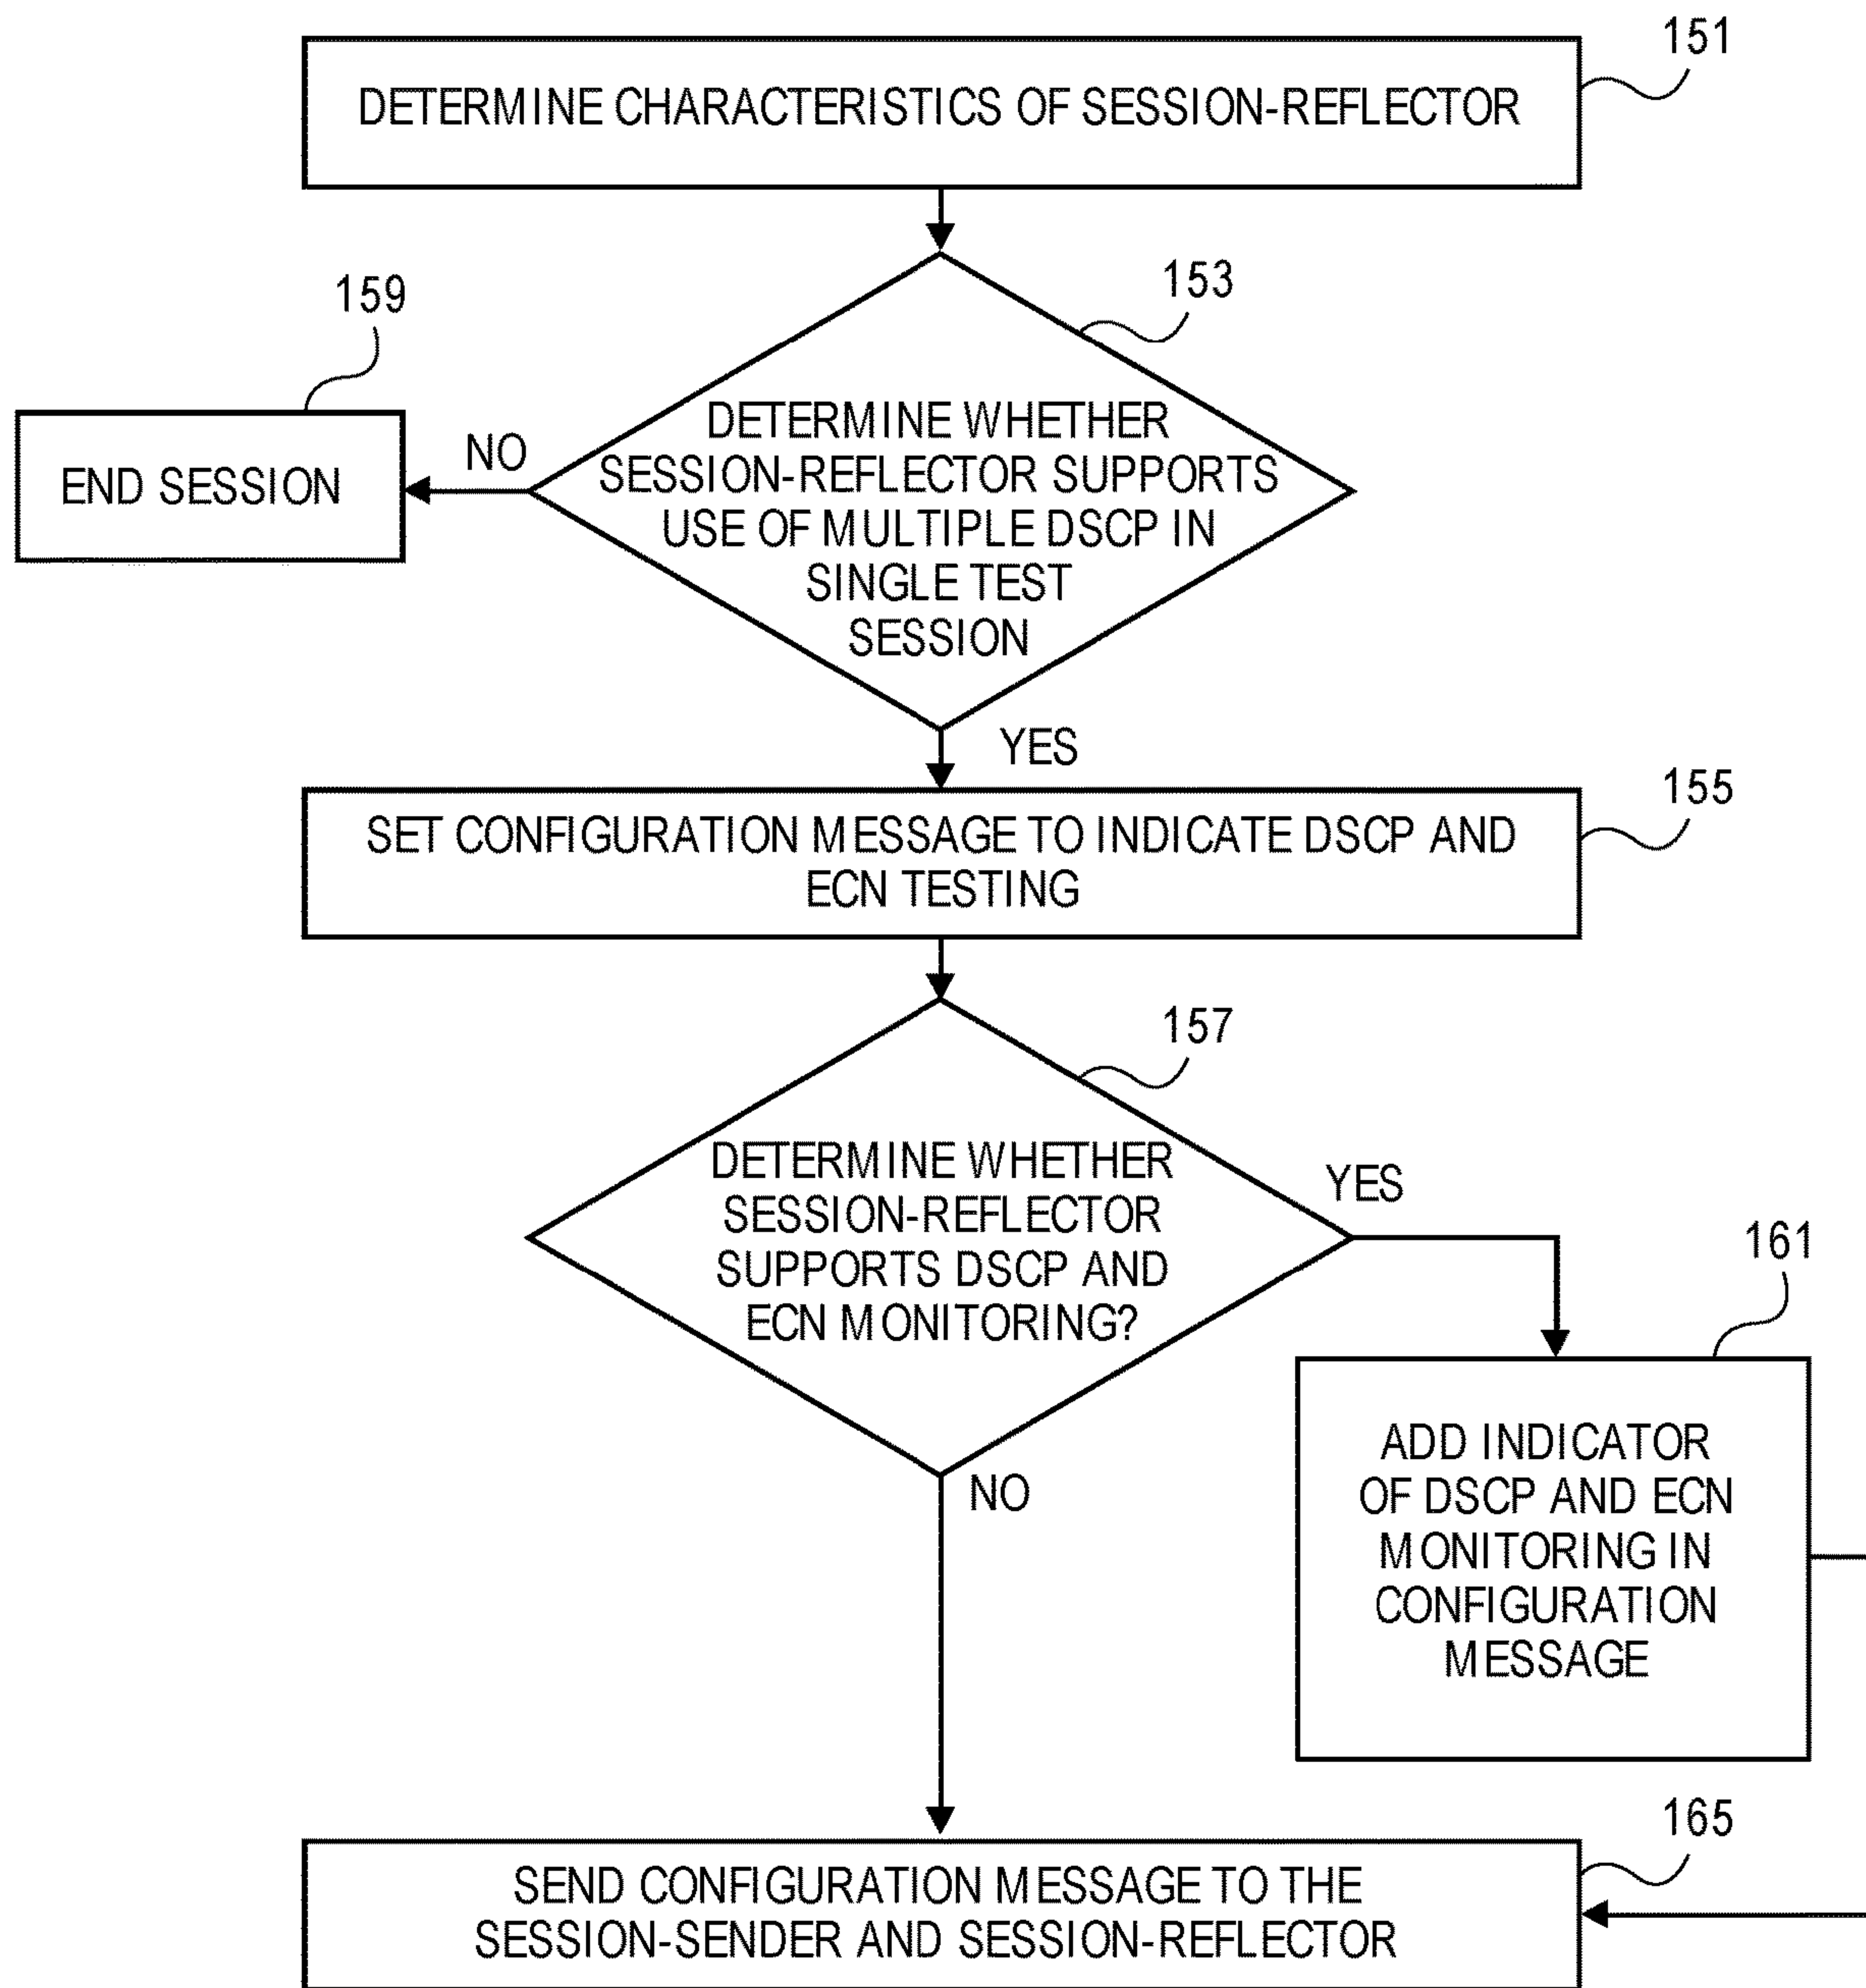 151
DETERMINE CHARACTERISTICS OF SESSION-REFLECTOR
153
159
DETERMINE WHETHER
SESSION-REFLECTOR SUPPORTS
USE OF MULTIPLE DSCP IN
SINGLE TEST
SESSION
NO
END SESSION
YES
155
SET CONFIGURATION MESSAGE TO INDICATE DSCP AND
ECN TESTING
157
DETERMINE WHETHER
SESSION-REFLECTOR
SUPPORTS DSCP AND
ECN MONITORING?
YES
161
ADD INDICATOR
OF DSCP AND ECN
MONITORING IN
CONFIGURATION
MESSAGE
NO
165
SEND CONFIGURATION MESSAGE TO THE
SESSION-SENDER AND SESSION-REFLECTOR